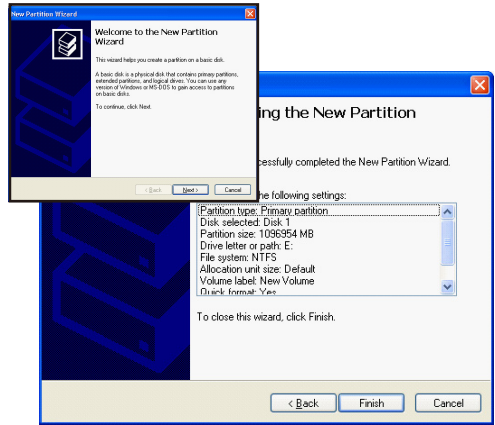 New Partition Wizard
Welcome to the New Partition
Wizard
This wizard helps you create a partition on a basic disk.
A basic disk is a physical disk that contains primary partitions,
extended partitions, and logical drives. You can use any
version of Windows or MS-DOS to gain access to partitions
on basic disks.
To continue, click Next.
< Back
Next >
Cancel
ing the New Partition
cessfully completed the New Partition Wizard.
he following settings:
Partition type: Primary partition
Disk selected: Disk 1
Partition size: 1096954 MB
Drive letter or path: E:
File system: NTFS
Allocation unit size: Default
Volume label: New Volume
Quick format: Yes
To close this wizard, click Finish.
< Back
Finish
Cancel